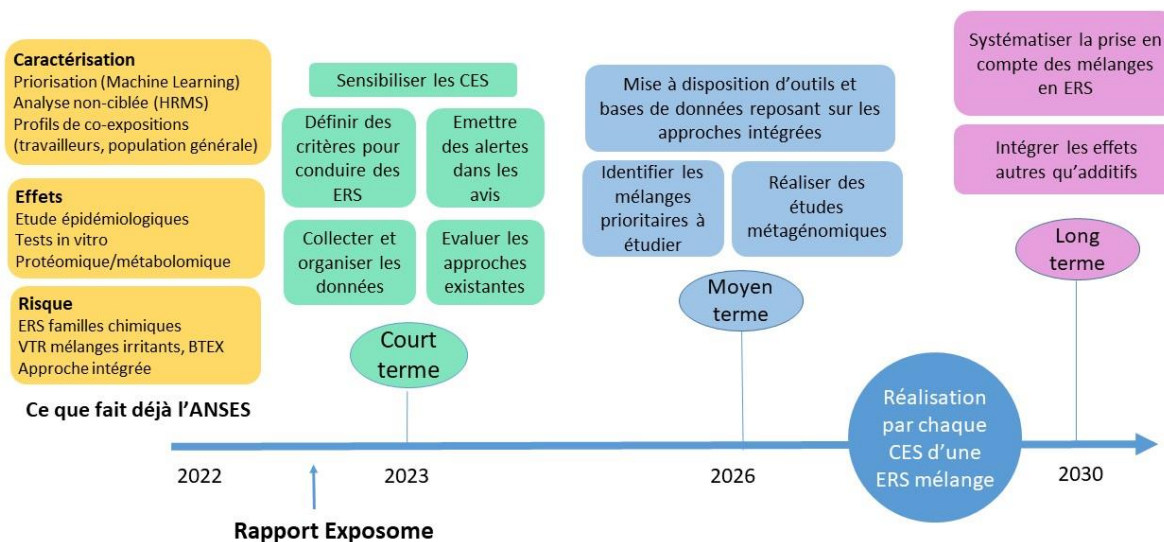 Caractérisation
Priorisation (Machine Learning)
Analyse non-ciblée (HRMS)
Profils de co-expositions
(travailleurs, population générale)
Effets
Etude épidémiologiques
Tests in vitro
Protéomique/métabolomique
Risque
ERS familles chimiques
VTR mélanges irritants, BTEX
Approche intégrée
Ce que fait déjà l’ANSES
Sensibiliser les CES
Définir des
critères pour
conduire des
ERS
Emettre
des alertes
dans les
avis
Collecter et
organiser les
données
Evaluer les
approches
existantes
Court
terme
Mise à disposition d’outils et
bases de données reposant sur les
approches intégrées
Identifier les
mélanges
prioritaires à
étudier
Réaliser des
études
métagénomiques
Moyen
terme
Systématiser la prise en
compte des mélanges
en ERS
Intégrer les effets
autres qu’additifs
Long
terme
Réalisation
par chaque
CES d’une
ERS mélange
2022
2023
2026
2030
Rapport Exposome